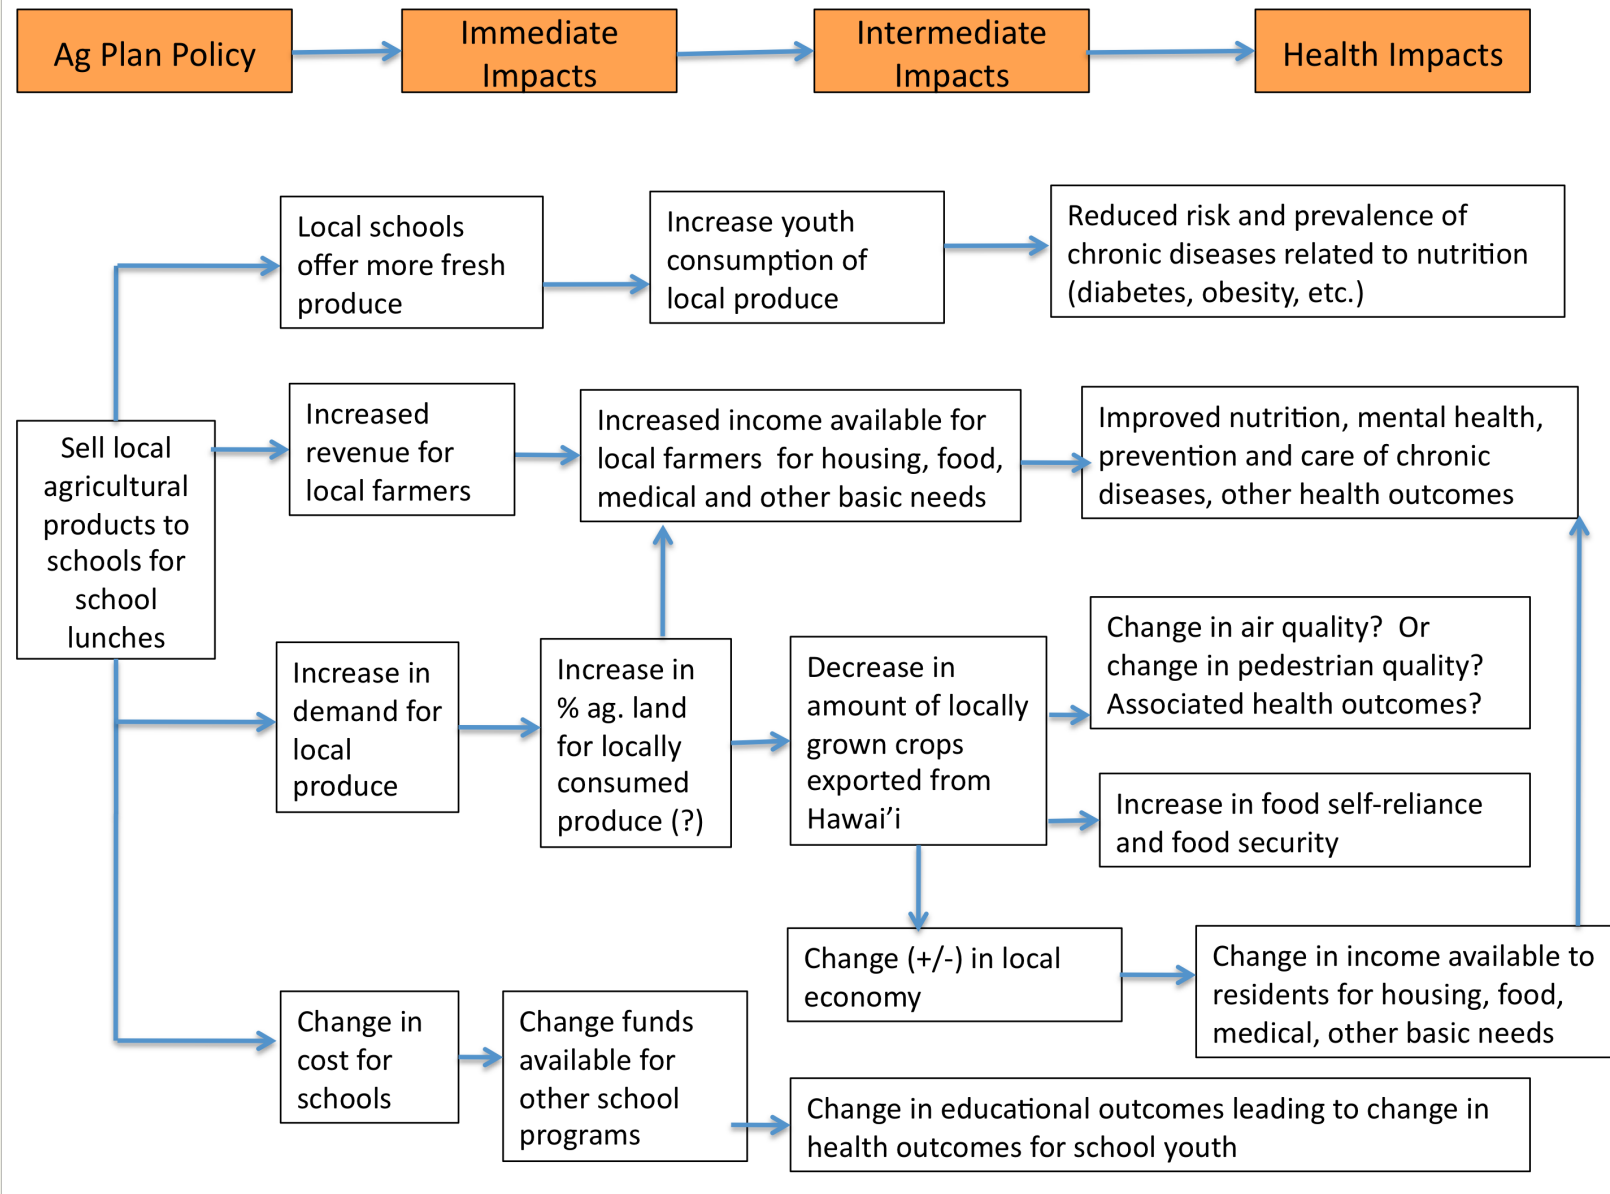 Ag Plan Policy
Immediate
Impacts
Intermediate
Impacts
Health Impacts
Local schools
offer more fresh
produce
Increase youth
consumption of
local produce
Reduced risk and prevalence of
chronic diseases related to nutrition
(diabetes, obesity, etc.)
Sell local
agricultural
products to
schools for
school
lunches
Increased
revenue for
local farmers
Increased income available for
local farmers  for housing, food,
medical and other basic needs
Improved nutrition, mental health,
prevention and care of chronic
diseases, other health outcomes
Increase in
demand for
local
produce
Increase in
% ag. land
for locally
consumed
produce (?)
Decrease in
amount of locally
grown crops
exported from
Hawai’i
Change in air quality?  Or
change in pedestrian quality?
Associated health outcomes?
Increase in food self-reliance
and food security
Change (+/-) in local
economy
Change in income available to
residents for housing, food,
medical, other basic needs
Change in
cost for
schools
Change funds
available for
other school
programs
Change in educational outcomes leading to change in
health outcomes for school youth